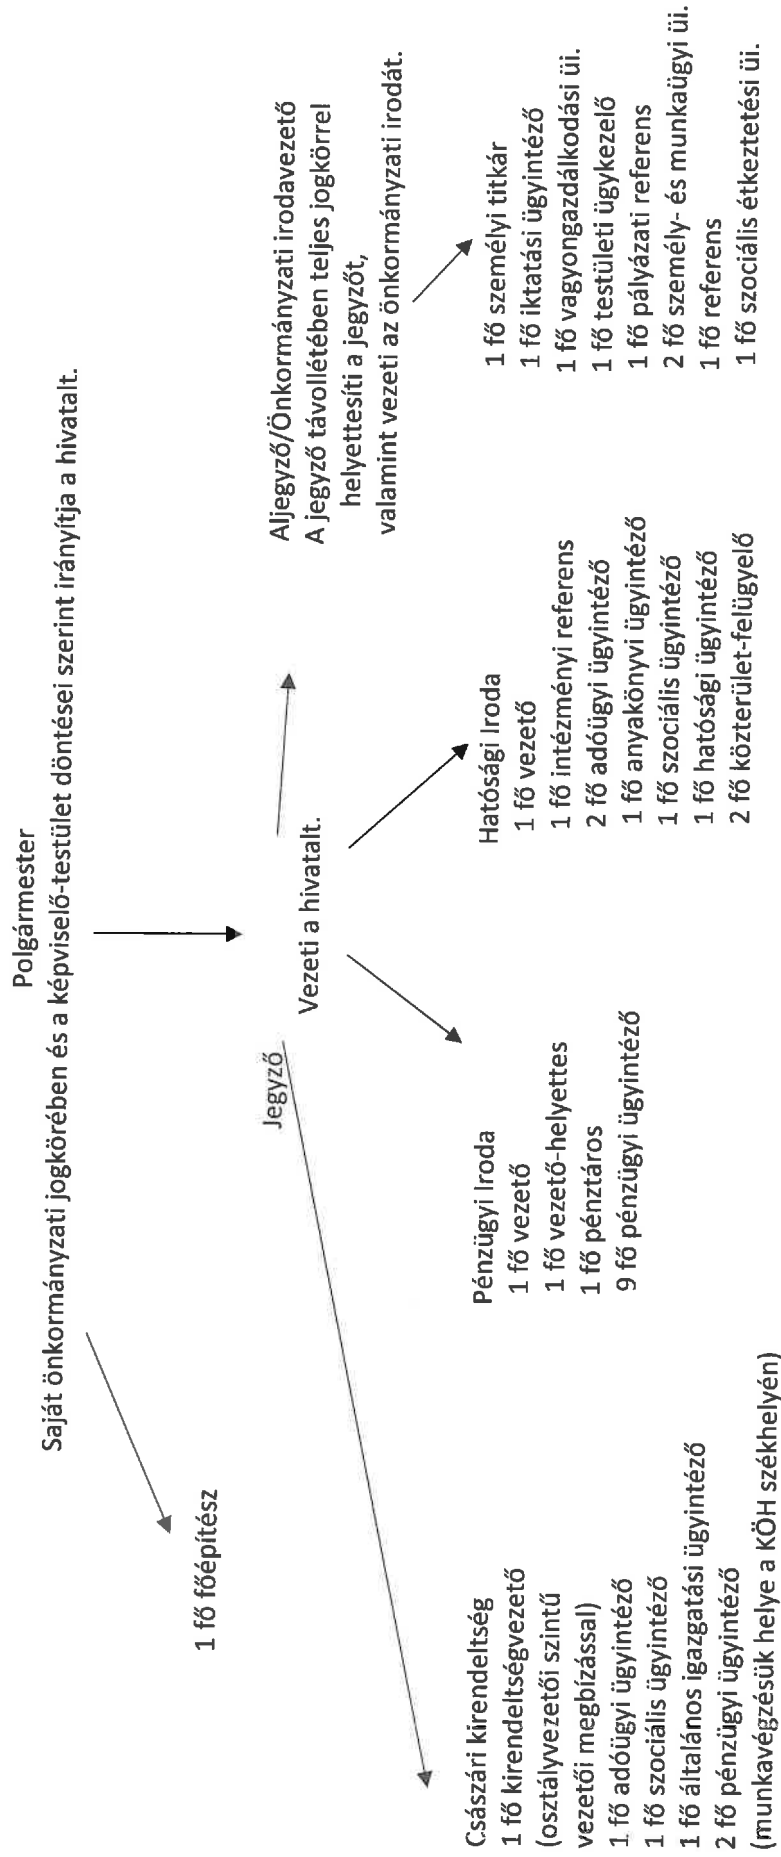 Polgármester
Saját önkormányzati jogkörében és a képviselő-testület döntései szerint irányítja a hivatalt.
1 fő főépítész
Jegyző
Vezeti a hivatalt.
Aljegyző/Önkormányzati irodavezető
A jegyző távollétében teljes jogkörrel
helyettesíti a jegyzőt,
valamint vezeti az önkormányzati irodát.
Császári kirendeltség
1 fő kirendeltségvezető
(osztályvezetői szintű
vezetői megbízással)
1 fő adóügyi ügyintéző
1 fő szociális ügyintéző
1 fő általános igazgatási ügyintéző
2 fő pénzügyi ügyintéző
(munkavégzésük helye a KÖH székhelyén)
Pénzügyi Iroda
1 fő vezető
1 fő vezető-helyettes
1 fő pénztáros
9 fő pénzügyi ügyintéző
Hatósági Iroda
1 fő vezető
1 fő intézményi referens
2 fő adóügyi ügyintéző
1 fő anyakönyvi ügyintéző
1 fő szociális ügyintéző
1 fő hatósági ügyintéző
2 fő közterület-felügyelő
1 fő személyi titkár
1 fő iktatási ügyintéző
1 fő vagyongazdálkodási üi.
1 fő testületi ügykezelő
1 fő pályázati referens
2 fő személy- és munkaügyi üi.
1 fő referens
1 fő szociális étkeztetési üi.